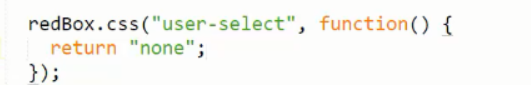 redBox.css("user-select", function() {
  return "none";
});